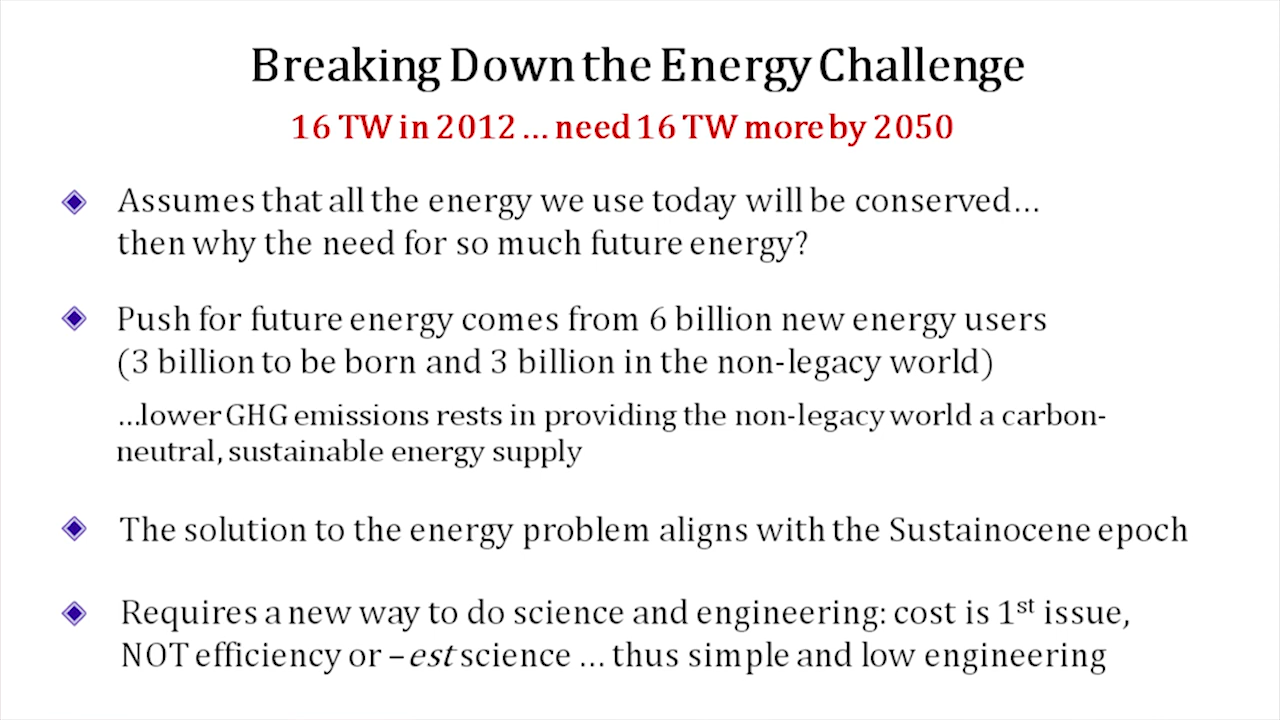 Breaking Down the Energy Challenge
16 TW in 2012 ... need 16 TW more by 2050
Assumes that all the energy we use today will be conserved...
then why the need for so much future energy?
Push for future energy comes from 6 billion new energy users
(3 billion to be born and 3 billion in the non-legacy world)
...lower GHG emissions rests in providing the non-legacy world a carbon-
neutral, sustainable energy supply
The solution to the energy problem aligns with the Sustainocene epoch
Requires a new way to do science and engineering: cost is 1st issue,
NOT efficiency or –est science ... thus simple and low engineering